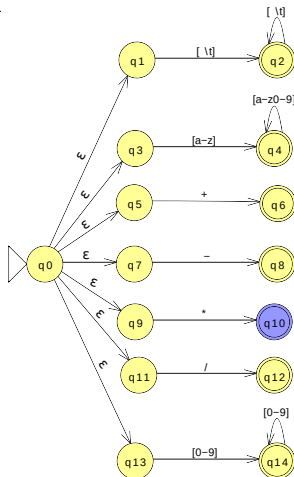 [ \t]
q1 [ \t] q2
ε
[a-z0-9]
q3 [a-z] q4
ε
q5 + q6
ε
q0 ε q7 - q8
ε
q9 * q10
ε
q11 / q12
ε
[0-9]
q13 [0-9] q14